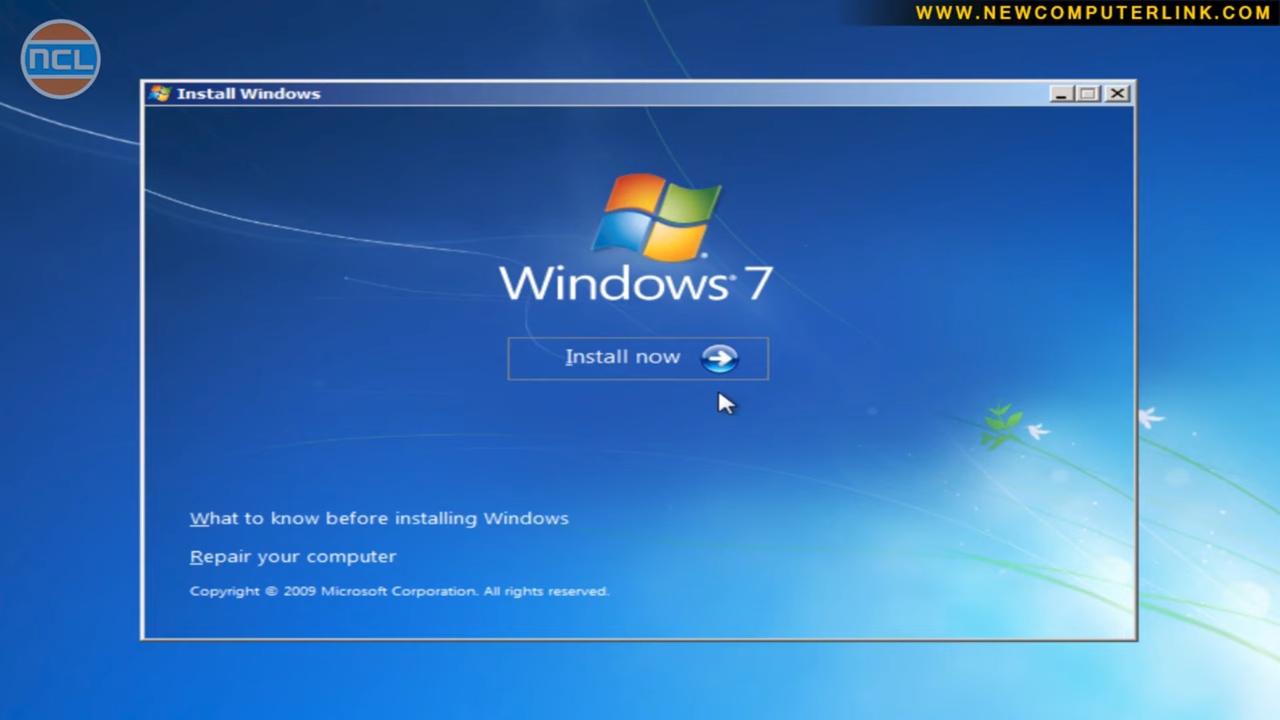 WWW.NEWCOMPUTERLINK.COM
NCL
Install Windows
Windows® 7
Install now
What to know before installing Windows
Repair your computer
Copyright © 2009 Microsoft Corporation. All rights reserved.